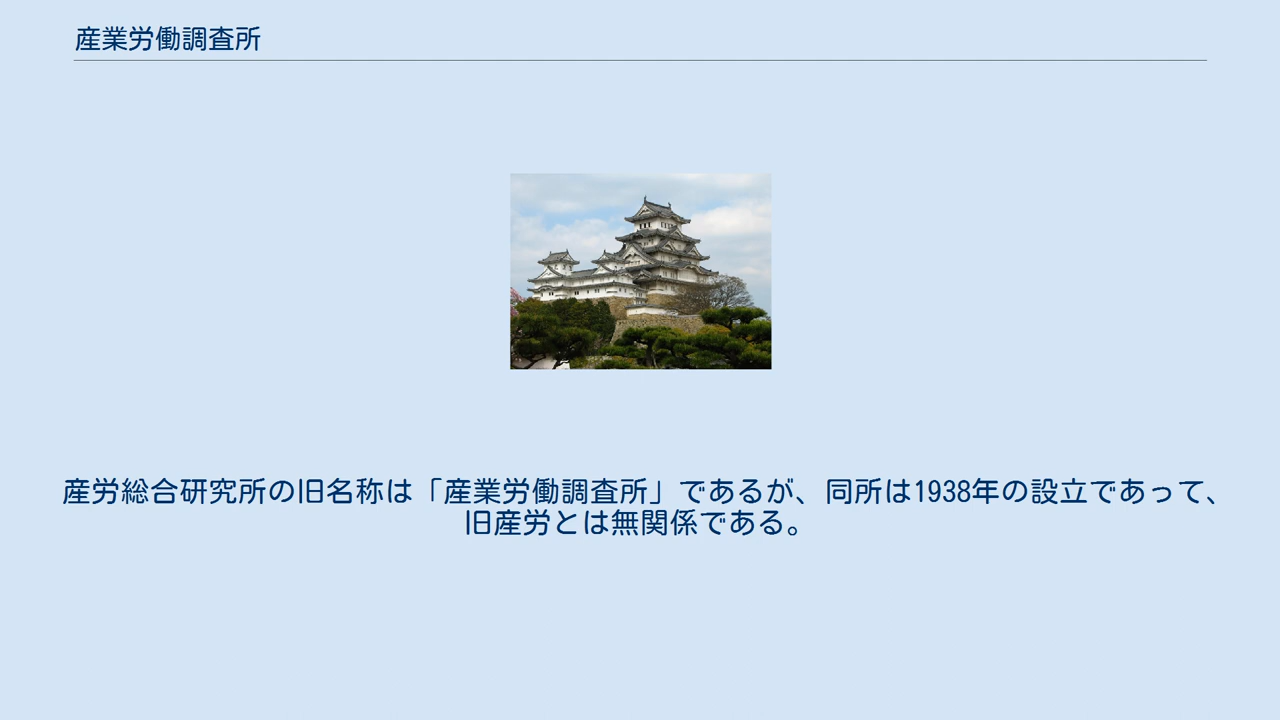 産業労働調査所
産労総合研究所の旧名称は「産業労働調査所」であるが、同所は1938年の設立であって、
旧産労とは無関係である。